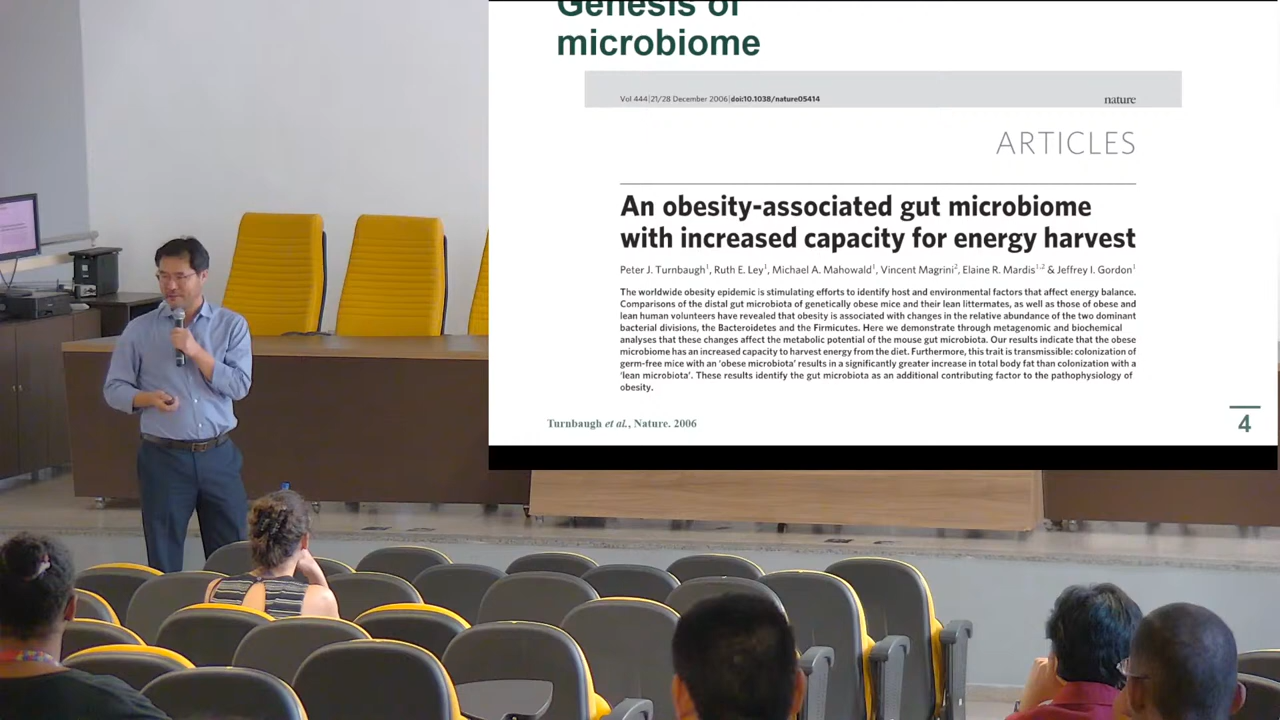 Genesis of
microbiome
Vol 444|21/28 December 2006|doi:10.1038/nature05414
nature
ARTICLES
An obesity-associated gut microbiome
with increased capacity for energy harvest
Peter J. Turnbaugh1, Ruth E. Ley1, Michael A. Mahowald1, Vincent Magrini2, Elaine R. Mardis1,2 & Jeffrey I. Gordon1
The worldwide obesity epidemic is stimulating efforts to identify host and environmental factors that affect energy balance.
Comparisons of the distal gut microbiota of genetically obese mice and their lean littermates, as well as those of obese and
lean human volunteers have revealed that obesity is associated with changes in the relative abundance of the two dominant
bacterial divisions, the Bacteroidetes and the Firmicutes. Here we demonstrate through metagenomic and biochemical
analyses that these changes affect the metabolic potential of the mouse gut microbiota. Our results indicate that the obese
microbiome has an increased capacity to harvest energy from the diet. Furthermore, this trait is transmissible: colonization of
germ-free mice with an 'obese microbiota' results in a significantly greater increase in total body fat than colonization with a
'lean microbiota'. These results identify the gut microbiota as an additional contributing factor to the pathophysiology of
obesity.
Turnbaugh et al., Nature. 2006
4